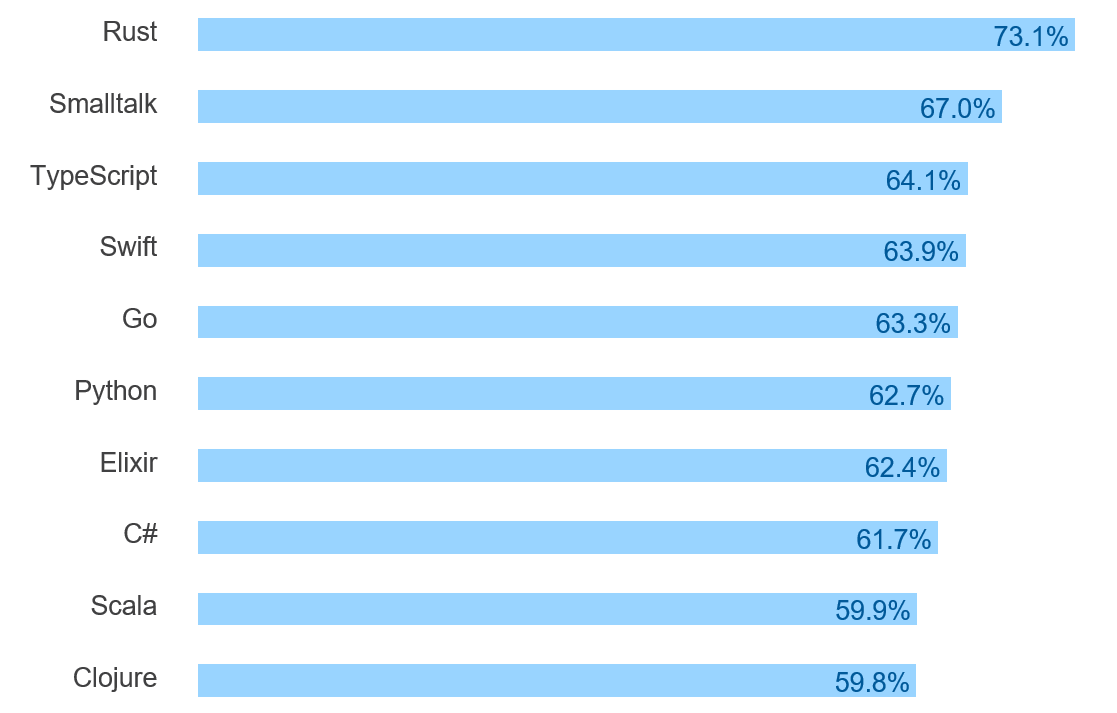 Rust 73.1%
Smalltalk 67.0%
TypeScript 64.1%
Swift 63.9%
Go 63.3%
Python 62.7%
Elixir 62.4%
C# 61.7%
Scala 59.9%
Clojure 59.8%